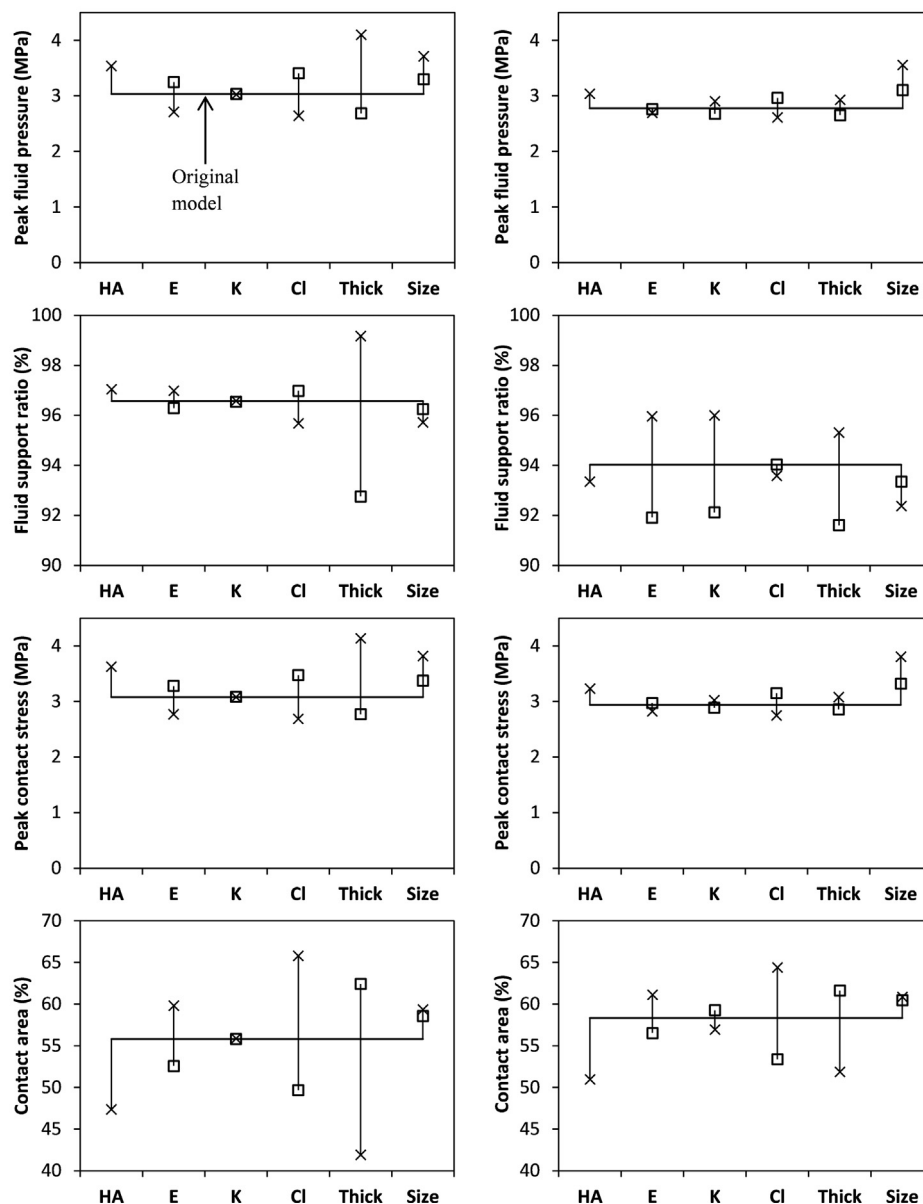 Peak fluid pressure (MPa)
4
3
2
1
0
Original
model
HA E K Cl Thick Size
Peak fluid pressure (MPa)
4
3
2
1
0
HA E K Cl Thick Size
Fluid support ratio (%)
100
98
96
94
92
90
HA E K Cl Thick Size
Fluid support ratio (%)
100
98
96
94
92
90
HA E K Cl Thick Size
Peak contact stress (MPa)
4
3
2
1
0
HA E K Cl Thick Size
Peak contact stress (MPa)
4
3
2
1
0
HA E K Cl Thick Size
Contact area (%)
70
65
60
55
50
45
40
HA E K Cl Thick Size
Contact area (%)
70
65
60
55
50
45
40
HA E K Cl Thick Size